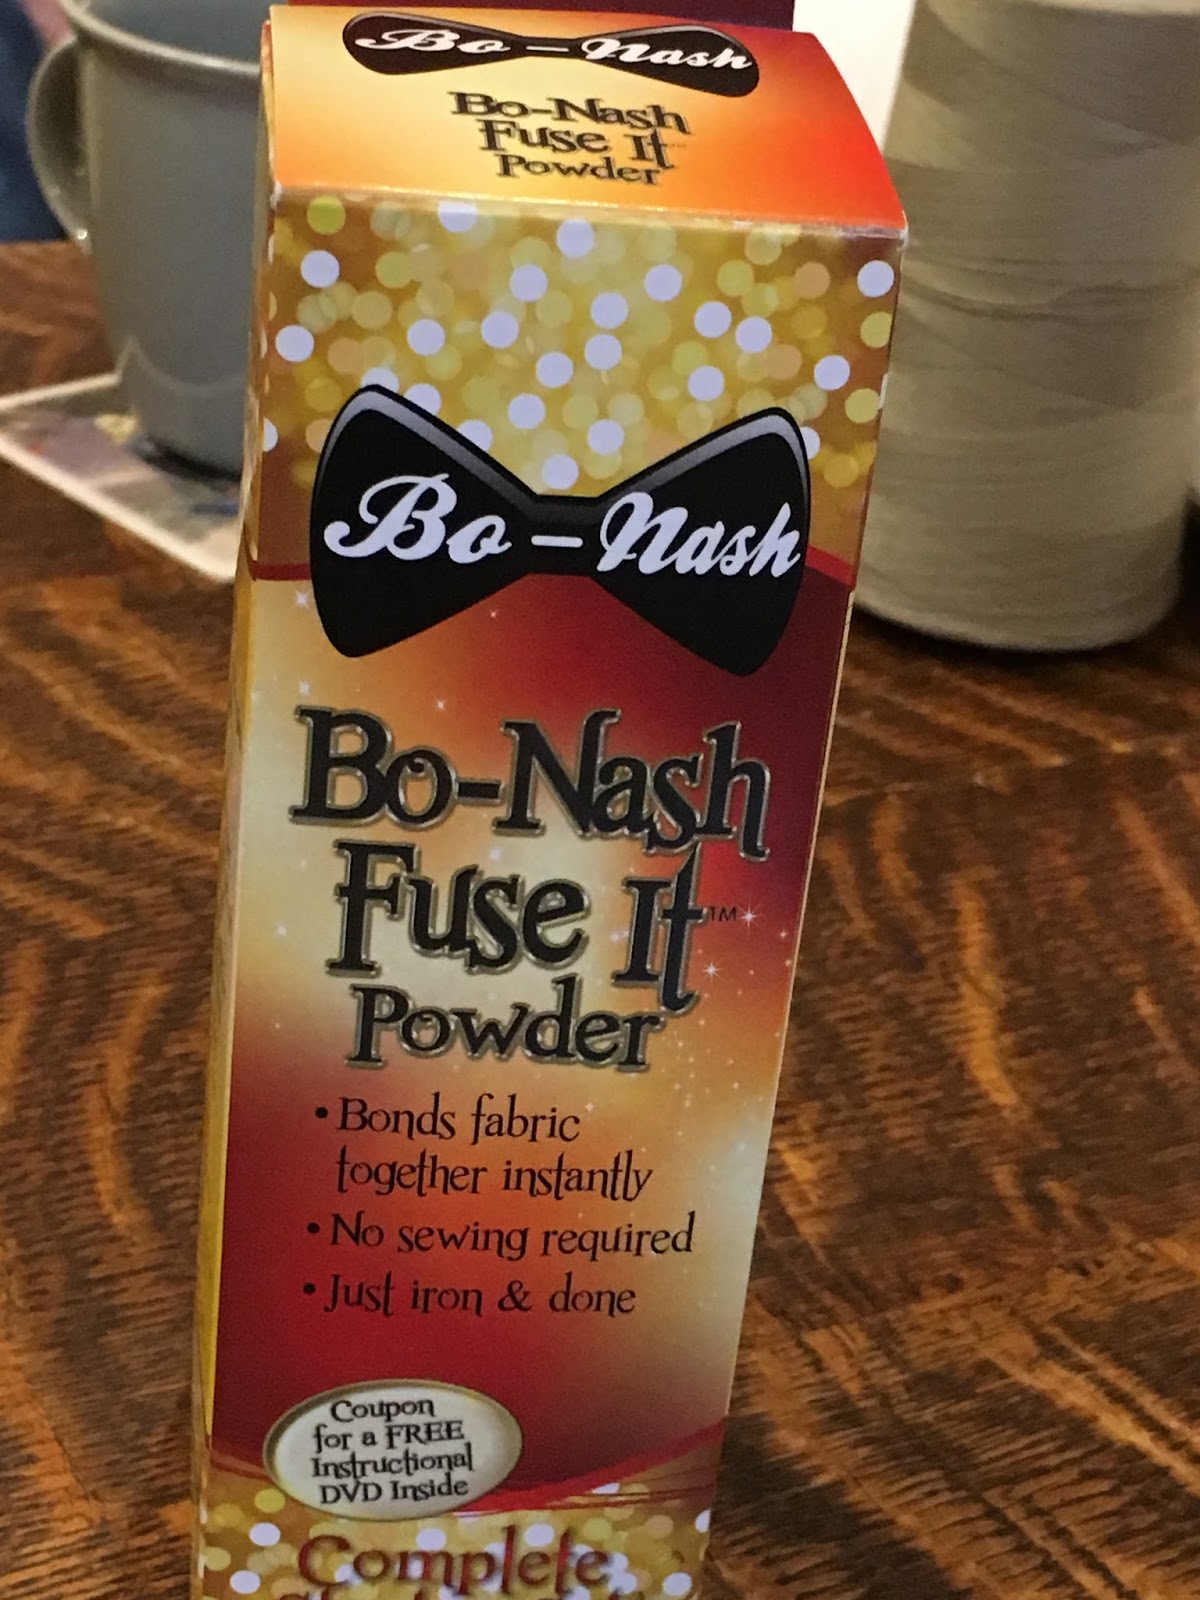 Bo-Nash
Bo-Nash
Fuse It
Powder
Bo-Nash
Bo-Nash
Fuse It™
Powder
• Bonds fabric
together instantly
• No sewing required
• Just iron & done
Coupon
for a FREE
Instructional
DVD Inside
Complete